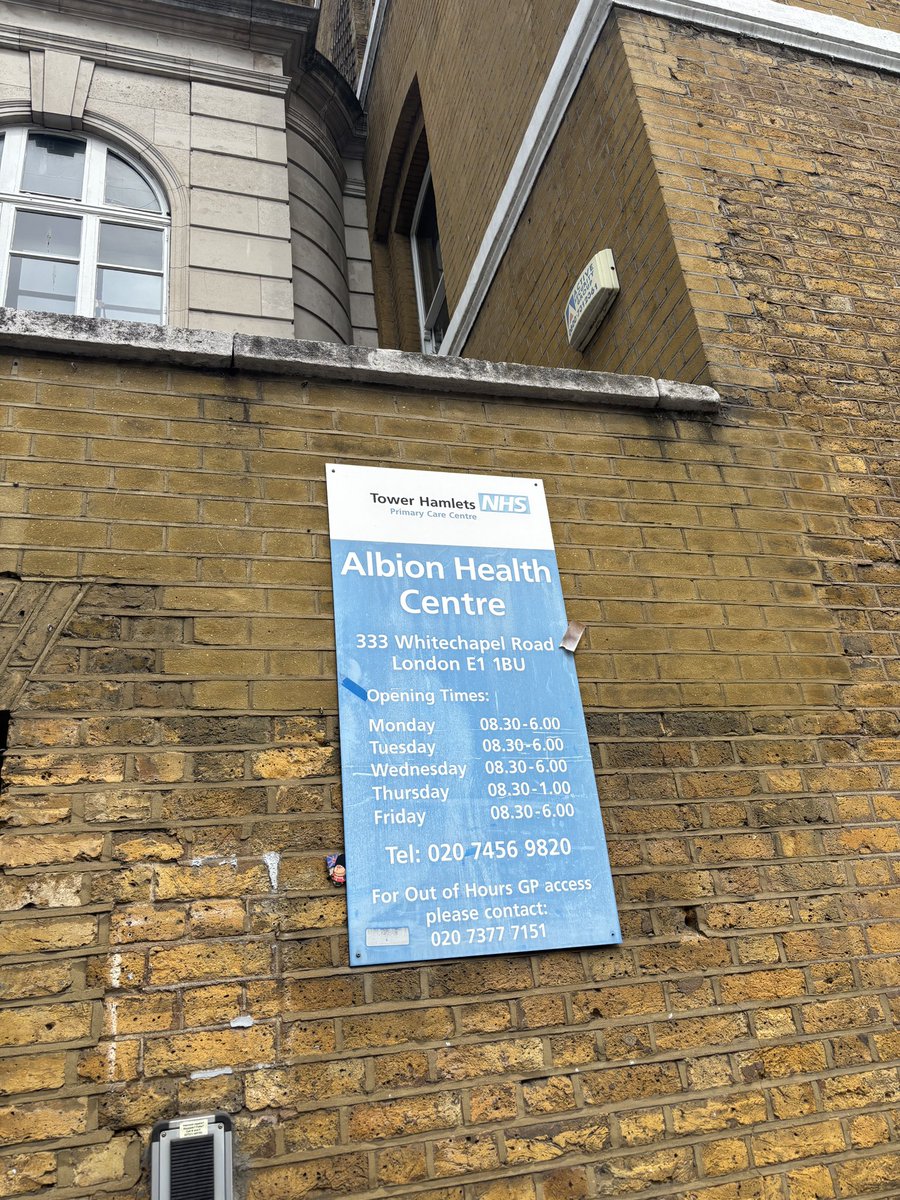 Tower Hamlets NHS
Primary Care Centre
Albion Health
Centre
333 Whitechapel Road
London E1 1BU
Opening Times:
Monday 08.30-6.00
Tuesday 08.30-6.00
Wednesday 08.30-6.00
Thursday 08.30-1.00
Friday 08.30-6.00
Tel: 020 7456 9820
For Out of Hours GP access
please contact:
020 7377 7151